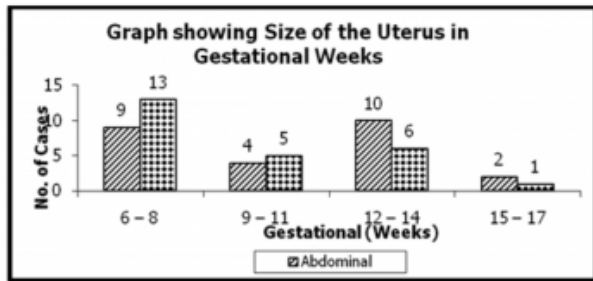 Graph showing Size of the Uterus in
Gestational Weeks
No. of Cases
15
10
5
0
9
13
4
5
10
6
2
1
6 – 8
9 – 11
12 – 14
15 – 17
Gestational (Weeks)
Abdominal